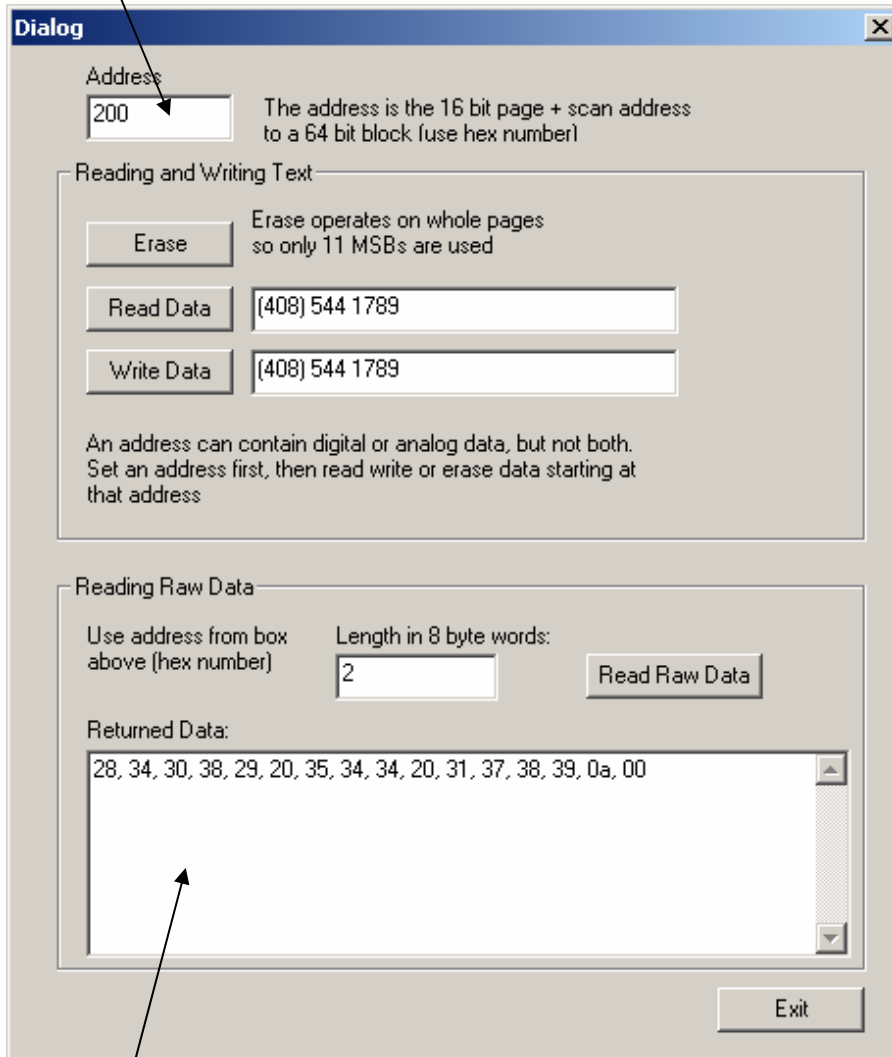 Dialog
Address
200
The address is the 16 bit page + scan address
to a 64 bit block (use hex number)
Reading and Writing Text
Erase
Erase operates on whole pages
so only 11 MSBs are used
Read Data
(408) 544 1789
Write Data
(408) 544 1789
An address can contain digital or analog data, but not both.
Set an address first, then read write or erase data starting at
that address
Reading Raw Data
Use address from box
above (hex number)
Length in 8 byte words:
2
Read Raw Data
Returned Data:
28, 34, 30, 38, 29, 20, 35, 34, 34, 20, 31, 37, 38, 39, 0a, 00
Exit